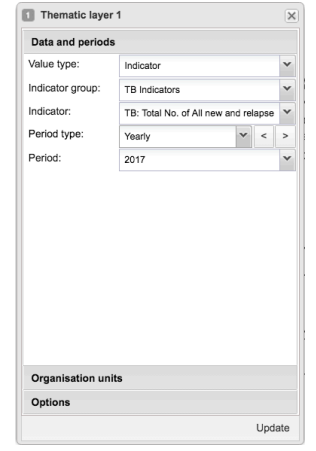 1 Thematic layer 1
Data and periods
Value type: Indicator
Indicator group: TB Indicators
Indicator: TB: Total No. of All new and relapse
Period type: Yearly < >
Period: 2017
Organisation units
Options
Update